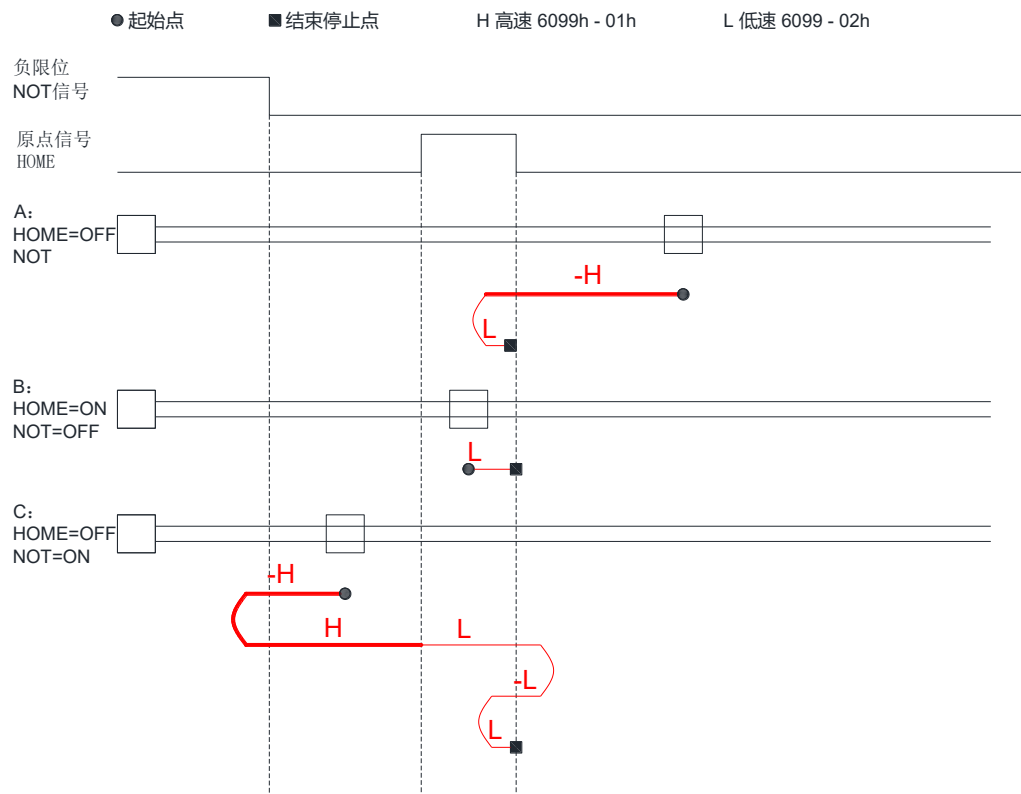 起始点
结束停止点
H 高速 6099h - 01h
L 低速 6099 - 02h
负限位
NOT信号
原点信号
HOME
A:
HOME=OFF
NOT
-H
L
B:
HOME=ON
NOT=OFF
L
C:
HOME=OFF
NOT=ON
-H
H
L
-L
L